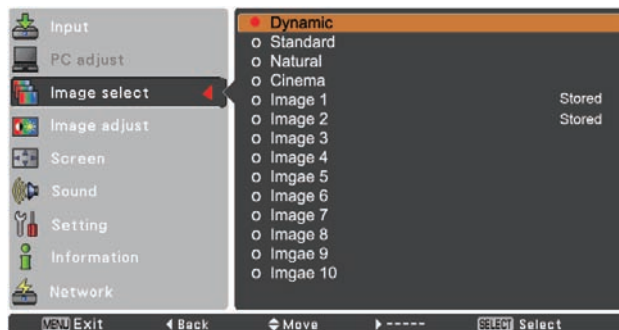 Input
PC adjust
Image select
Image adjust
Screen
Sound
Setting
Information
Network
Dynamic
Standard
Natural
Cinema
Image 1 Stored
Image 2 Stored
Image 3
Image 4
Imgae 5
Image 6
Image 7
Image 8
Imgae 9
Imgae 10
MENU Exit Back Move ----- SELECT Select